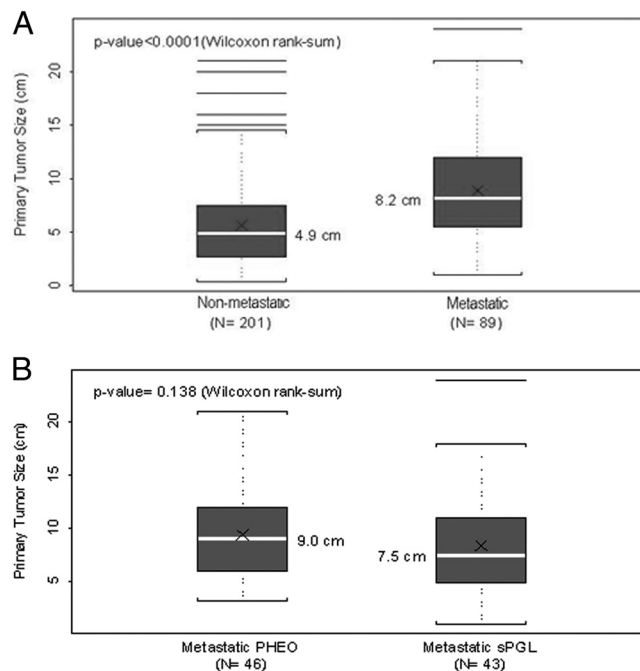 A
p-value<0.0001(Wilcoxon rank-sum)
Primary Tumor Size (cm)
20
15
10
5
0
4.9 cm
8.2 cm
Non-metastatic
(N= 201)
Metastatic
(N= 89)
B
p-value= 0.138 (Wilcoxon rank-sum)
Primary Tumor Size (cm)
20
15
10
5
9.0 cm
7.5 cm
Metastatic PHEO
(N= 46)
Metastatic sPGL
(N= 43)